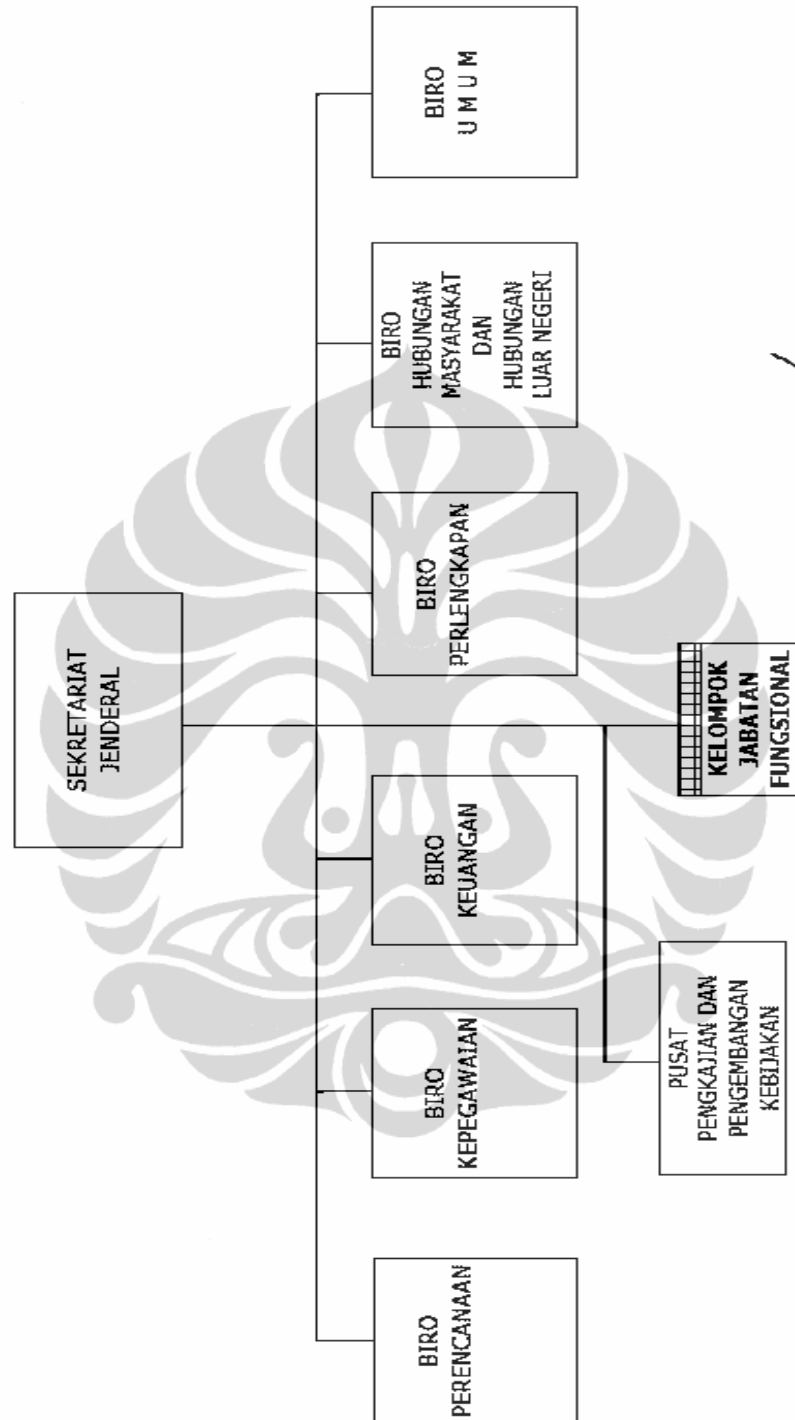 SEKRETARIAT
JENDERAL
BIRO
PERENCANAAN
BIRO
KEPEGAWAIAN
BIRO
KEUANGAN
BIRO
PERLENGKAPAN
BIRO
HUBUNGAN
MASYARAKAT
DAN
HUBUNGAN
LUAR NEGERI
BIRO
U M U M
PUSAT
PENGKAJIAN DAN
PENGEMBANGAN
KEBIJAKAN
KELOMPOK
JABATAN
FUNGSIONAL